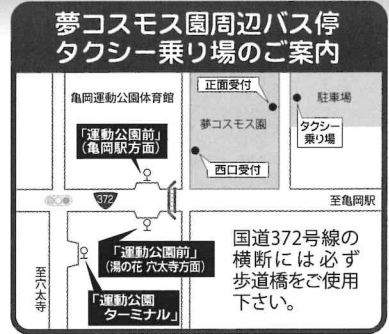 夢コスモス園周辺バス停
タクシー乗り場のご案内
亀岡運動公園体育館
正面受付
駐車場
夢コスモス園
タクシー
乗り場
「運動公園前」
(亀岡駅方面)
西口受付
372
至亀岡駅
「運動公園前」
(湯の花 穴太寺方面)
至穴太寺
「運動公園
ターミナル」
国道372号線の
横断には必ず
歩道橋をご使用
下さい。